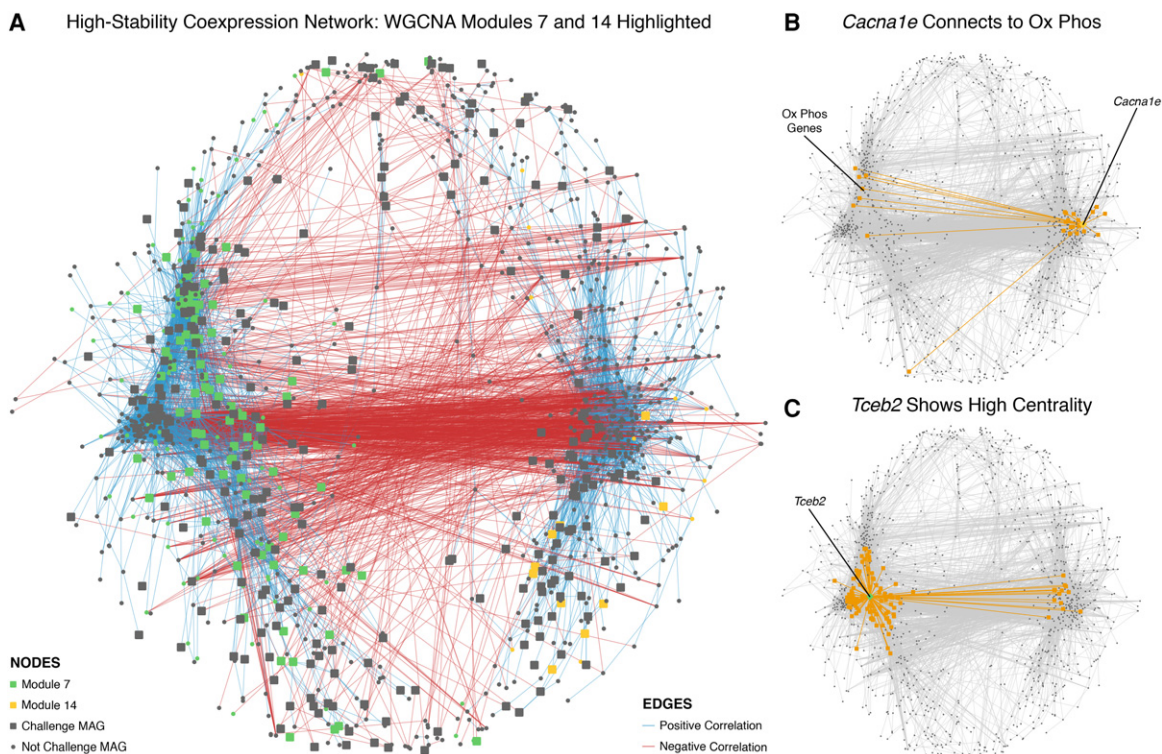 A
High-Stability Coexpression Network: WGCNA Modules 7 and 14 Highlighted
NODES
Module 7
Module 14
Challenge MAG
Not Challenge MAG
EDGES
Positive Correlation
Negative Correlation
B
Cacna1e Connects to Ox Phos
Ox Phos
Genes
Cacna1e
C
Tceb2 Shows High Centrality
Tceb2